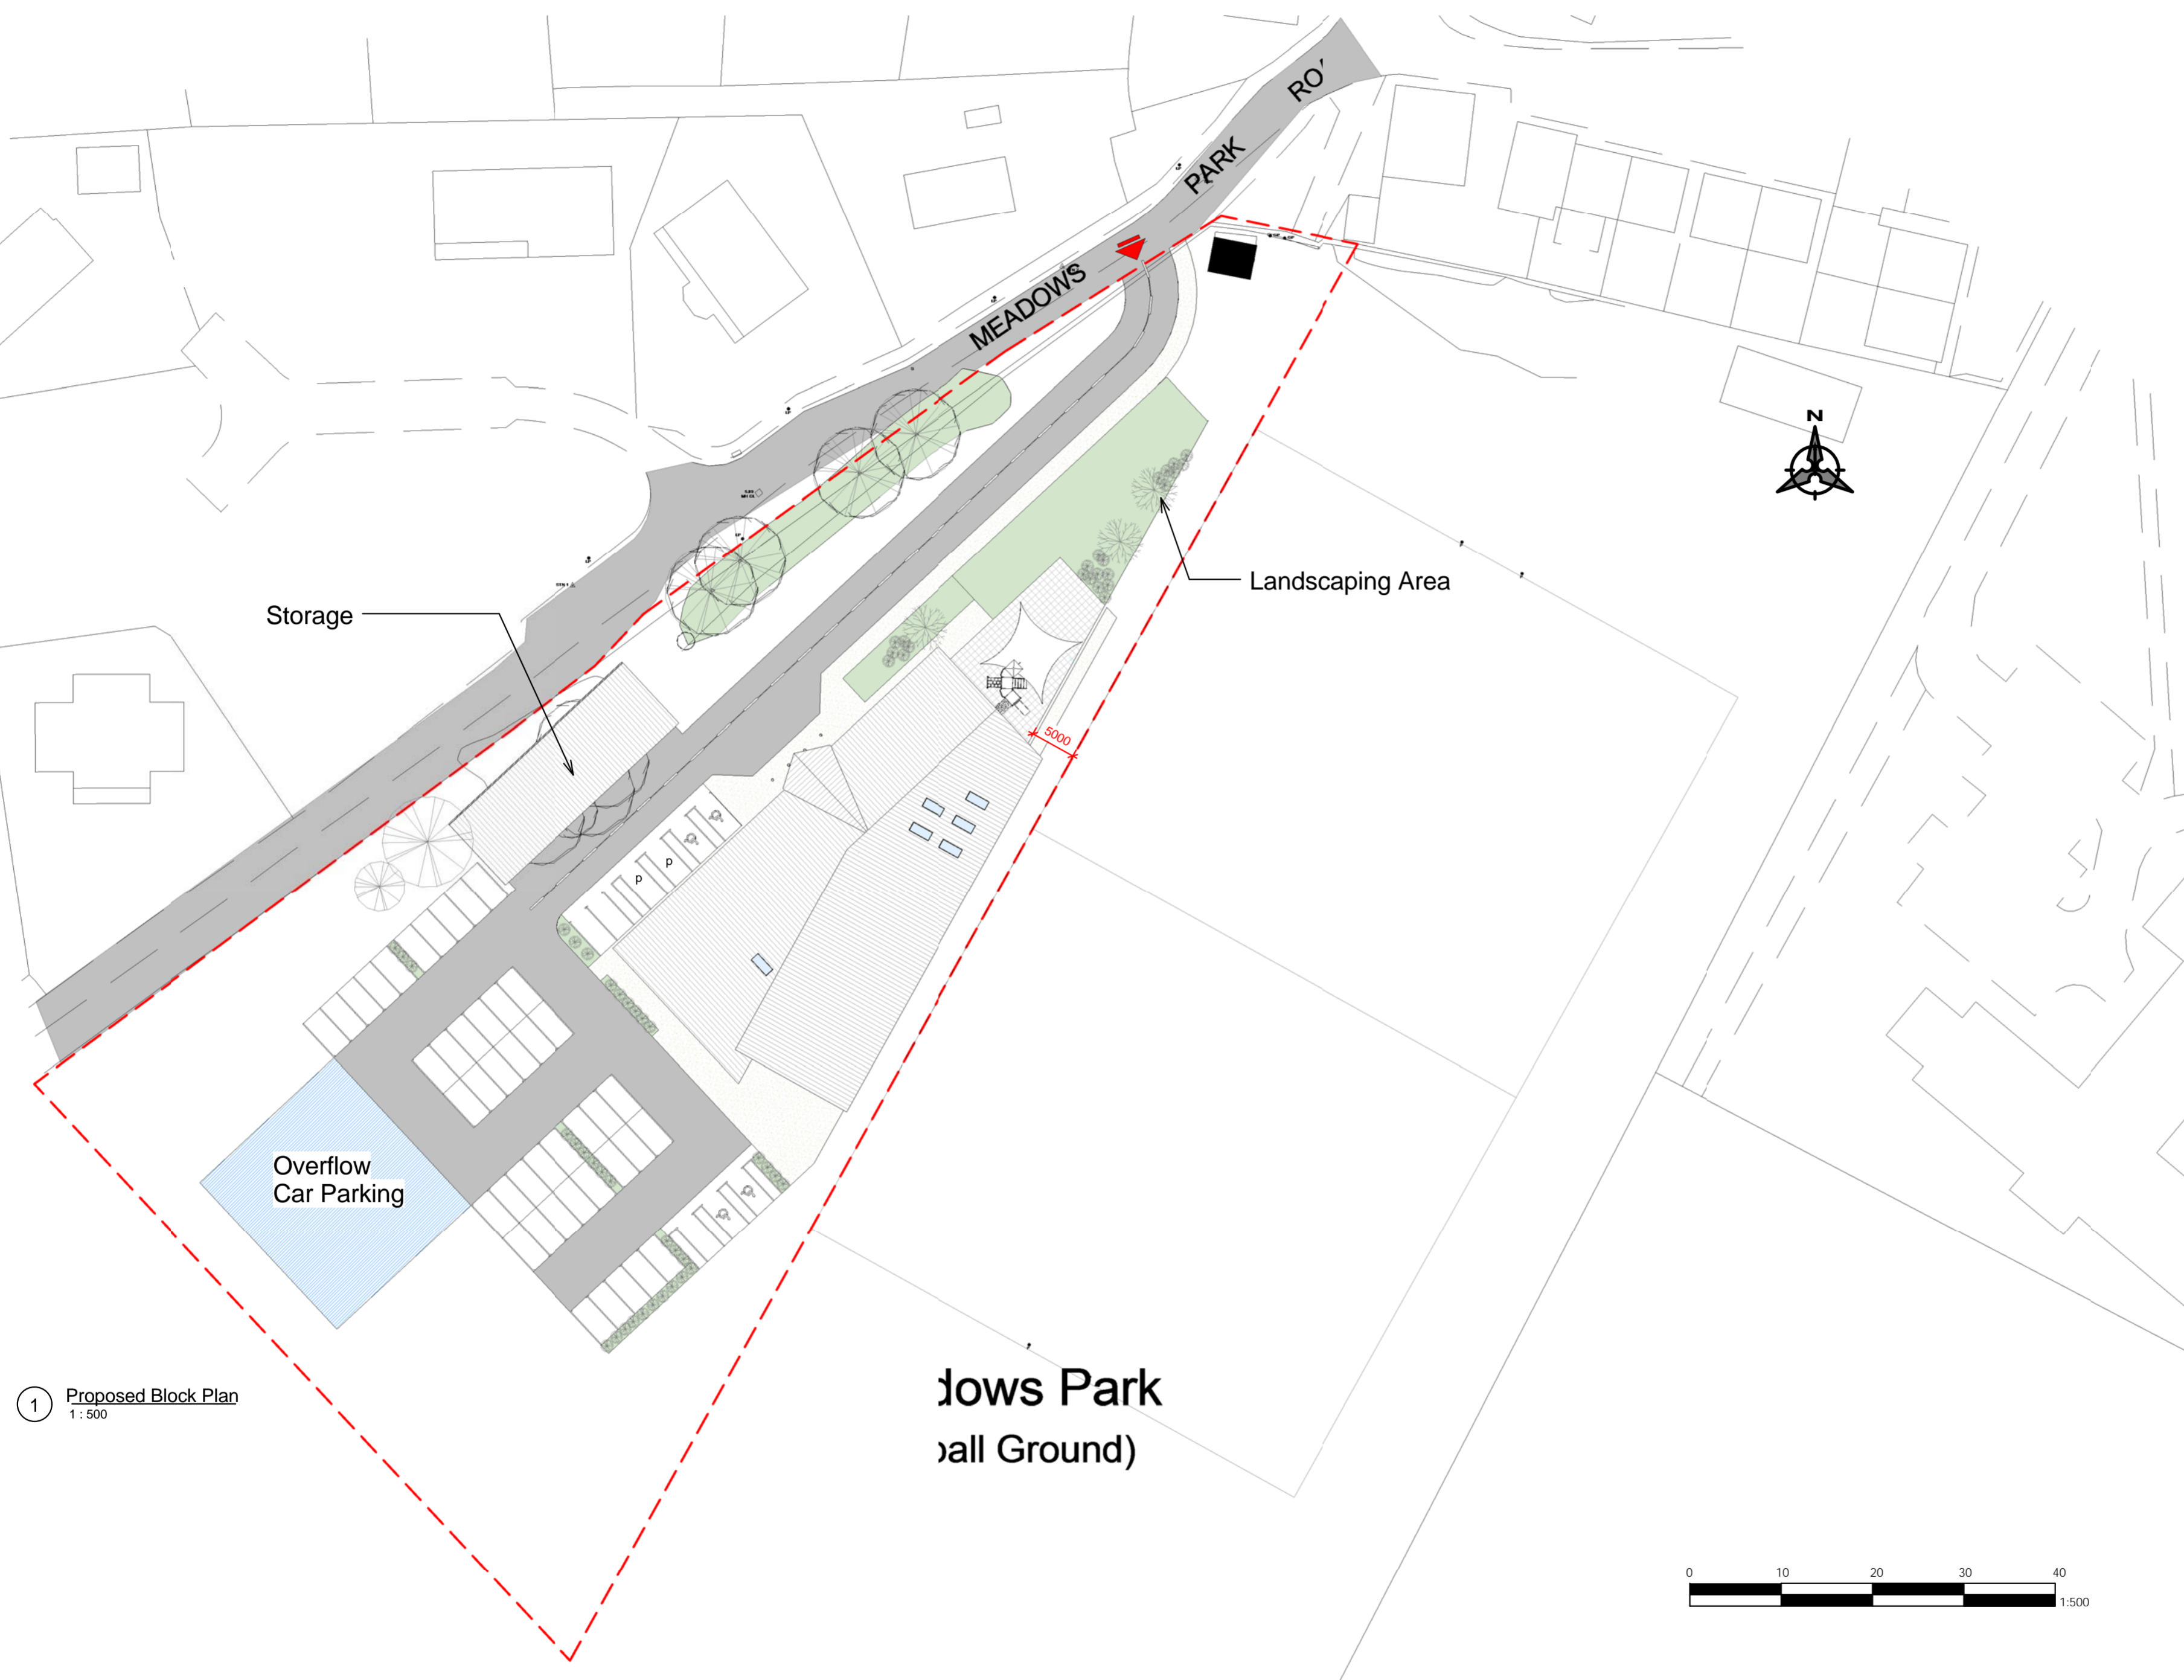 PARK
RO
N
MEADOWS
Landscaping Area
Storage
5000
P
P
Overflow
Car Parking
dows Park
ball Ground)
1
Proposed Block Plan
1 : 500
0 10 20 30 40
1:500